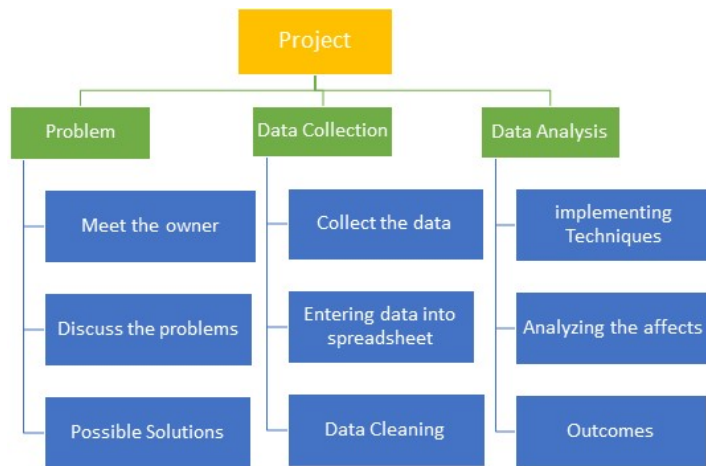 Project
Problem
Data Collection
Data Analysis
Meet the owner
Collect the data
implementing
Techniques
Discuss the problems
Entering data into
spreadsheet
Analyzing the affects
Possible Solutions
Data Cleaning
Outcomes